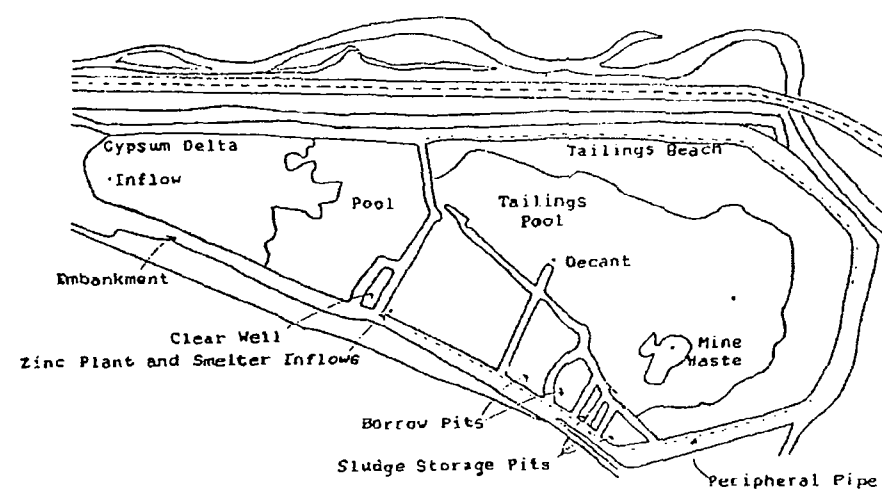 Gypsum Delta
Inflow
Tailings Beach
Pool
Tailings
Pool
Decant
Embankment
Clear Well
Zinc Plant and Smelter Inflows
Mine
Waste
Borrow Pits
Sludge Storage Pits
Peripheral Pipe